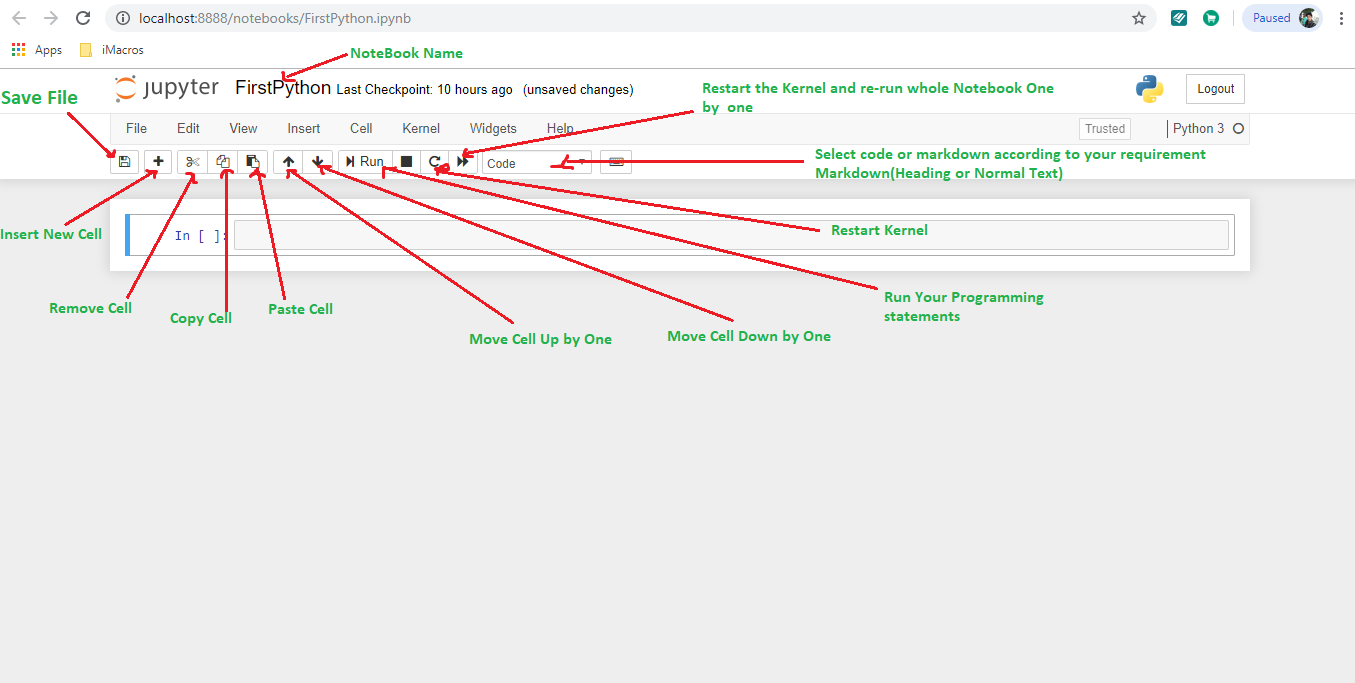 localhost:8888/notebooks/FirstPython.ipynb
Paused
Apps
iMacros
NoteBook Name
jupyter FirstPython Last Checkpoint: 10 hours ago (unsaved changes)
Logout
Save File
Restart the Kernel and re-run whole Notebook One
by one
File Edit View Insert Cell Kernel Widgets Help
Trusted
Python 3
Run
Code
Select code or markdown according to your requirement
Markdown(Heading or Normal Text)
Insert New Cell
In [ ]:
Restart Kernel
Remove Cell
Copy Cell
Paste Cell
Run Your Programming
statements
Move Cell Up by One
Move Cell Down by One